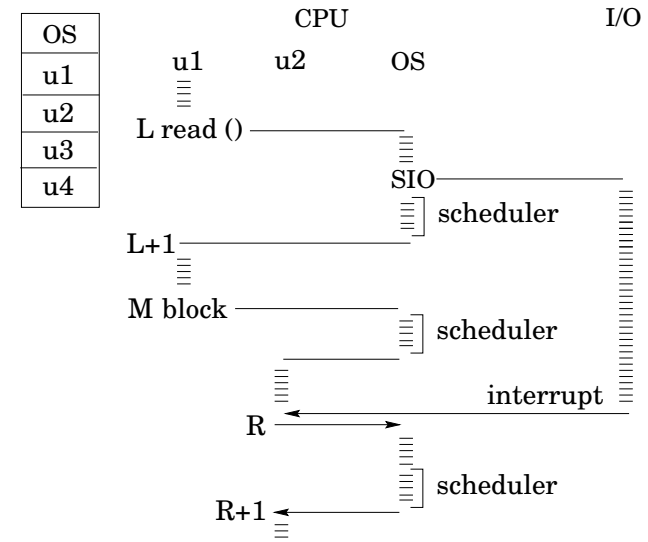 CPU I/O
OS
u1
u2
u3
u4
u1 u2 OS
L read ()
SIO
scheduler
L+1
M block
scheduler
interrupt
R
scheduler
R+1